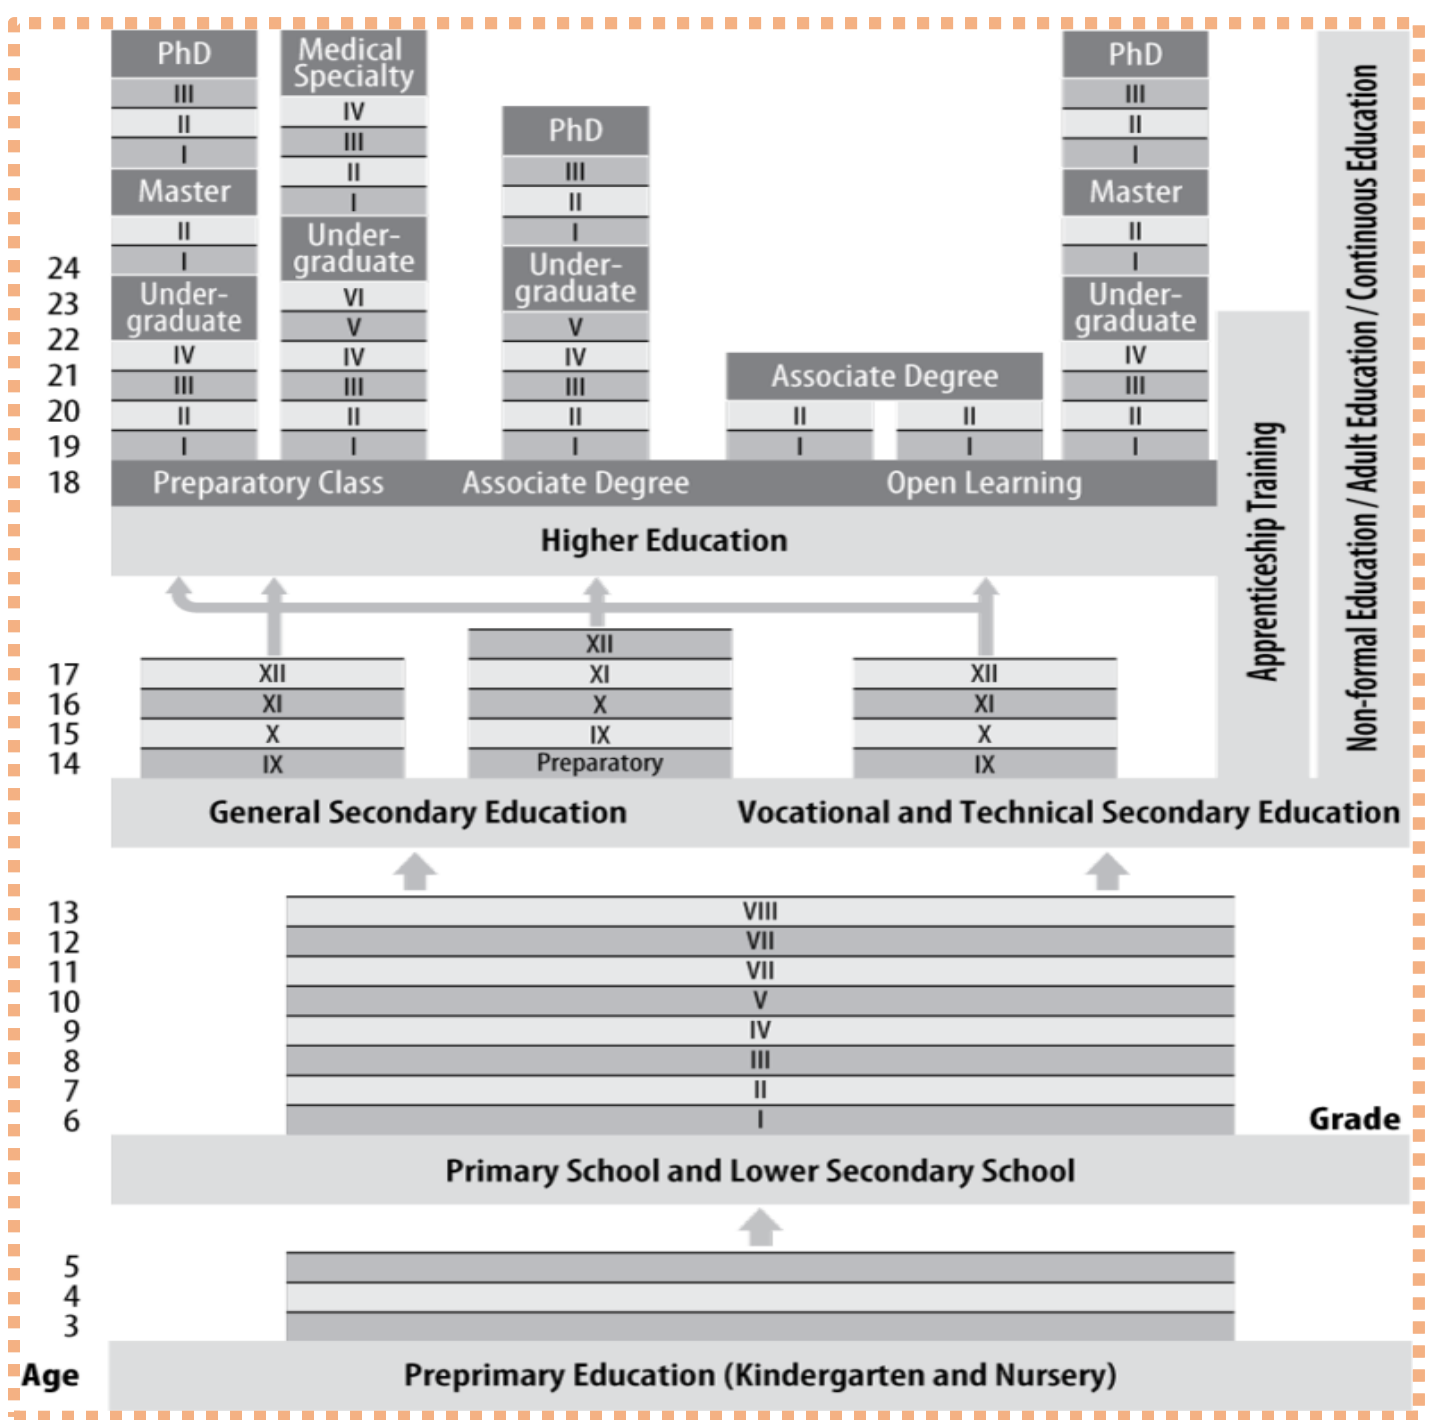 PhD
III
II
I
Master
II
I
Under-
graduate
IV
III
II
I
Medical
Specialty
IV
III
II
I
Under-
graduate
VI
V
IV
III
II
I
PhD
III
II
I
Under-
graduate
V
IV
III
II
I
Associate Degree
II II
I I
PhD
III
II
I
Master
II
I
Under-
graduate
IV
III
II
I
24
23
22
21
20
19
18
Preparatory Class Associate Degree Open Learning
Higher Education
Apprenticeship Training
Non-formal Education / Adult Education / Continuous Education
17
16
15
14
XII
XI
X
IX
XII
XI
X
IX
Preparatory
XII
XI
X
IX
General Secondary Education Vocational and Technical Secondary Education
13 VIII
12 VII
11 VII
10 V
9 IV
8 III
7 II
6 I Grade
Primary School and Lower Secondary School
5
4
3
Age Preprimary Education (Kindergarten and Nursery)